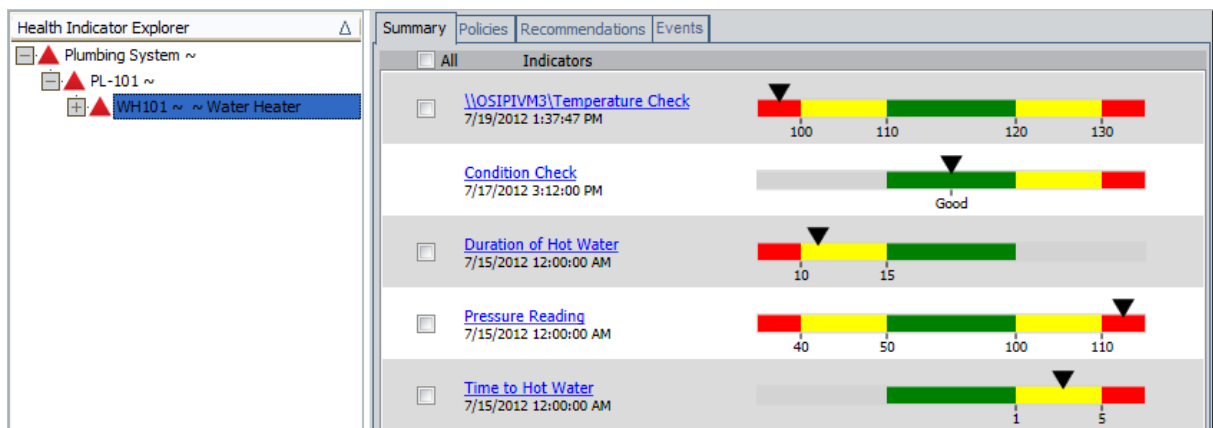 Health Indicator Explorer
Plumbing System ~
PL-101 ~
WH101 ~ ~ Water Heater
Summary Policies Recommendations Events
All Indicators
\\OSIPIVM3\Temperature Check
7/19/2012 1:37:47 PM
100 110 120 130
Condition Check
7/17/2012 3:12:00 PM
Good
Duration of Hot Water
7/15/2012 12:00:00 AM
10 15
Pressure Reading
7/15/2012 12:00:00 AM
40 50 100 110
Time to Hot Water
7/15/2012 12:00:00 AM
1 5